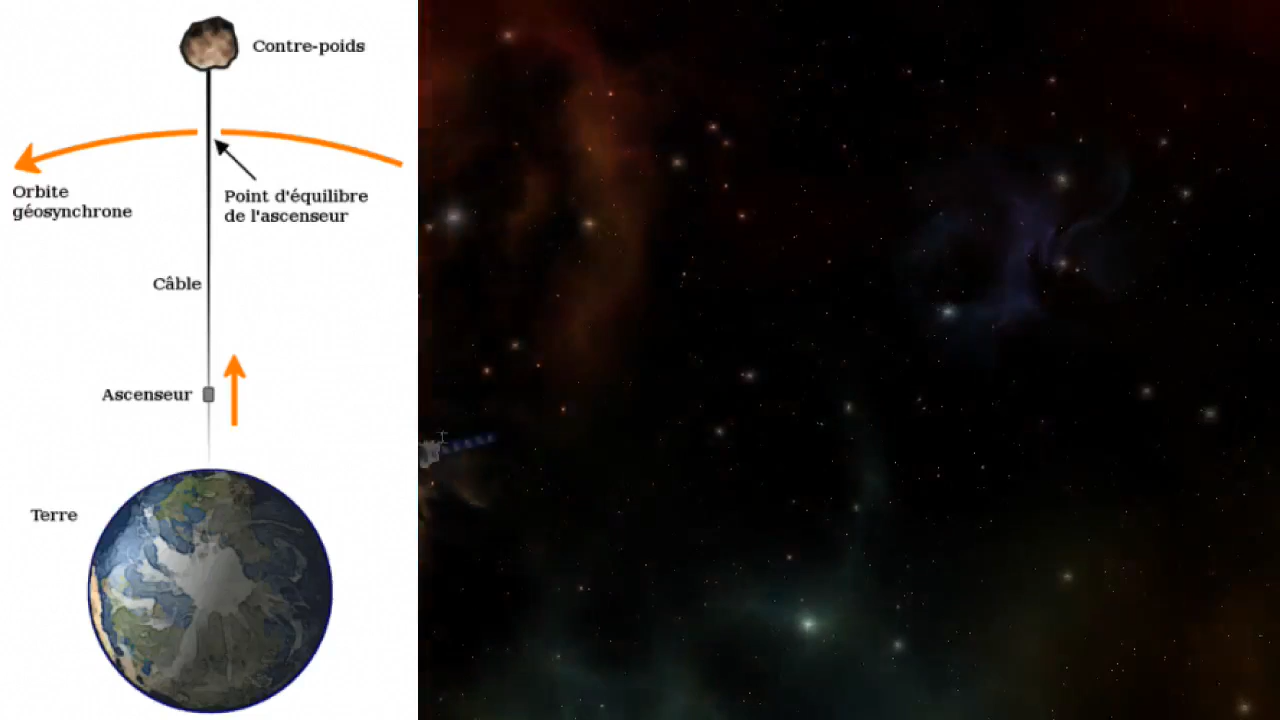 Contre-poids
Orbite
géosynchrone
Point d'équilibre
de l'ascenseur
Câble
Ascenseur
Terre